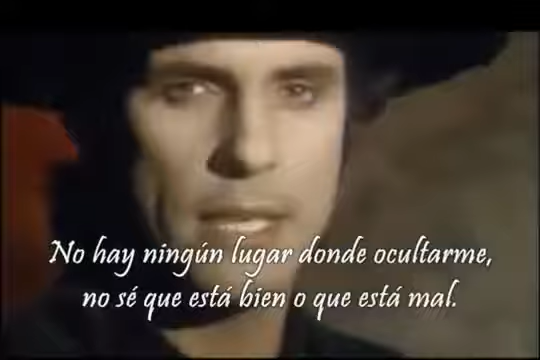 No hay ningún lugar donde ocultarme,
no sé que está bien o que está mal.